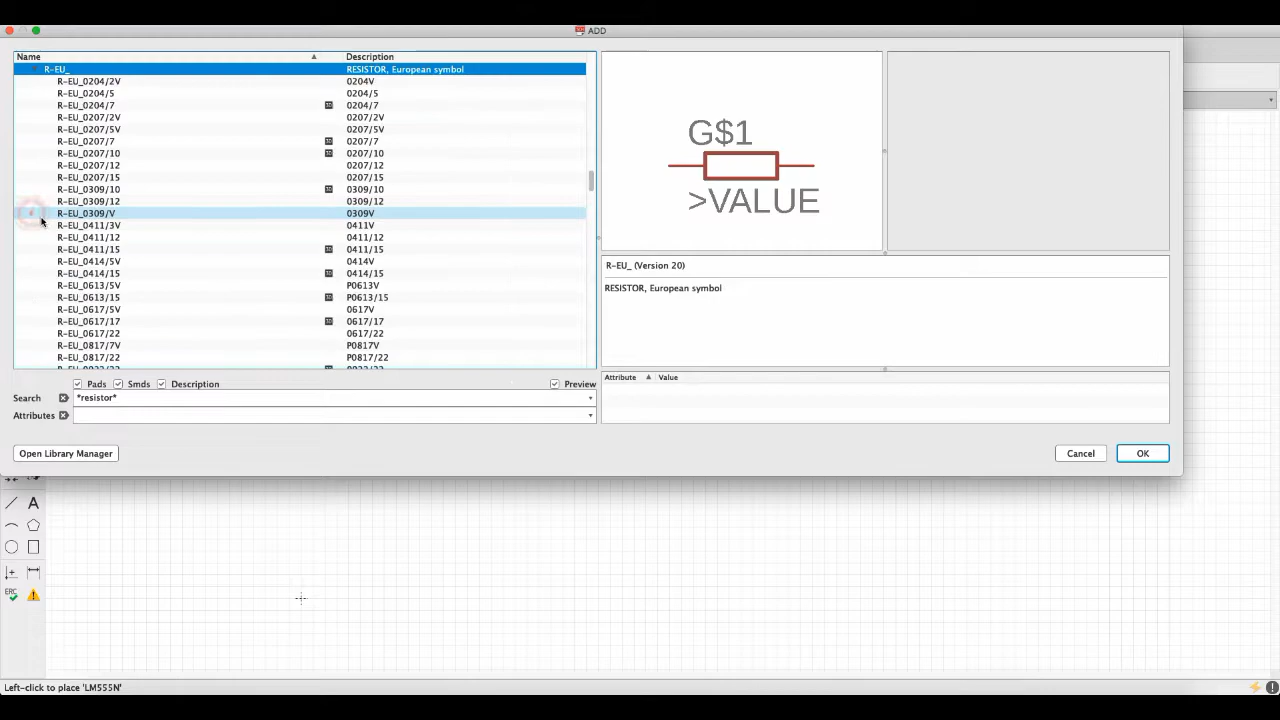 ADD
Name Description
R-EU_ RESISTOR, European symbol
R-EU_0204/2V 0204V
R-EU_0204/5 0204/5
R-EU_0204/7 0204/7
R-EU_0207/2V 0207/2V
R-EU_0207/5V 0207/5V
R-EU_0207/7 0207/7
R-EU_0207/10 0207/10
R-EU_0207/12 0207/12
R-EU_0207/15 0207/15
R-EU_0309/10 0309/10
R-EU_0309/12 0309/12
R-EU_0309/V 0309V
R-EU_0411/3V 0411V
R-EU_0411/12 0411/12
R-EU_0411/15 0411/15
R-EU_0414/5V 0414V
R-EU_0414/15 0414/15
R-EU_0613/5V P0613V
R-EU_0613/15 P0613/15
R-EU_0617/5V 0617V
R-EU_0617/17 0617/17
R-EU_0617/22 0617/22
R-EU_0817/7V P0817V
R-EU_0817/22 P0817/22
G$1
>VALUE
R-EU_ (Version 20)
RESISTOR, European symbol
Attribute Value
Pads Smds Description Preview
Search *resistor*
Attributes
Open Library Manager Cancel OK
A
ERC
Left-click to place 'LM555N'